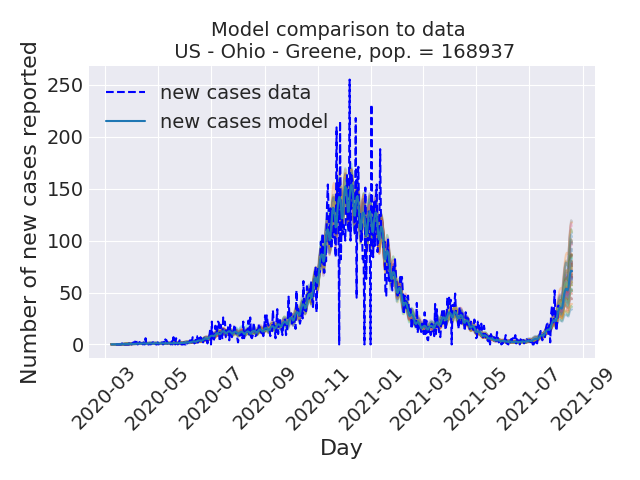 Model comparison to data
US - Ohio - Greene, pop. = 168937
Number of new cases reported
250
200
150
100
50
0
new cases data
new cases model
2020-03
2020-05
2020-07
2020-09
2020-11
2021-01
2021-03
2021-05
2021-07
2021-09
Day